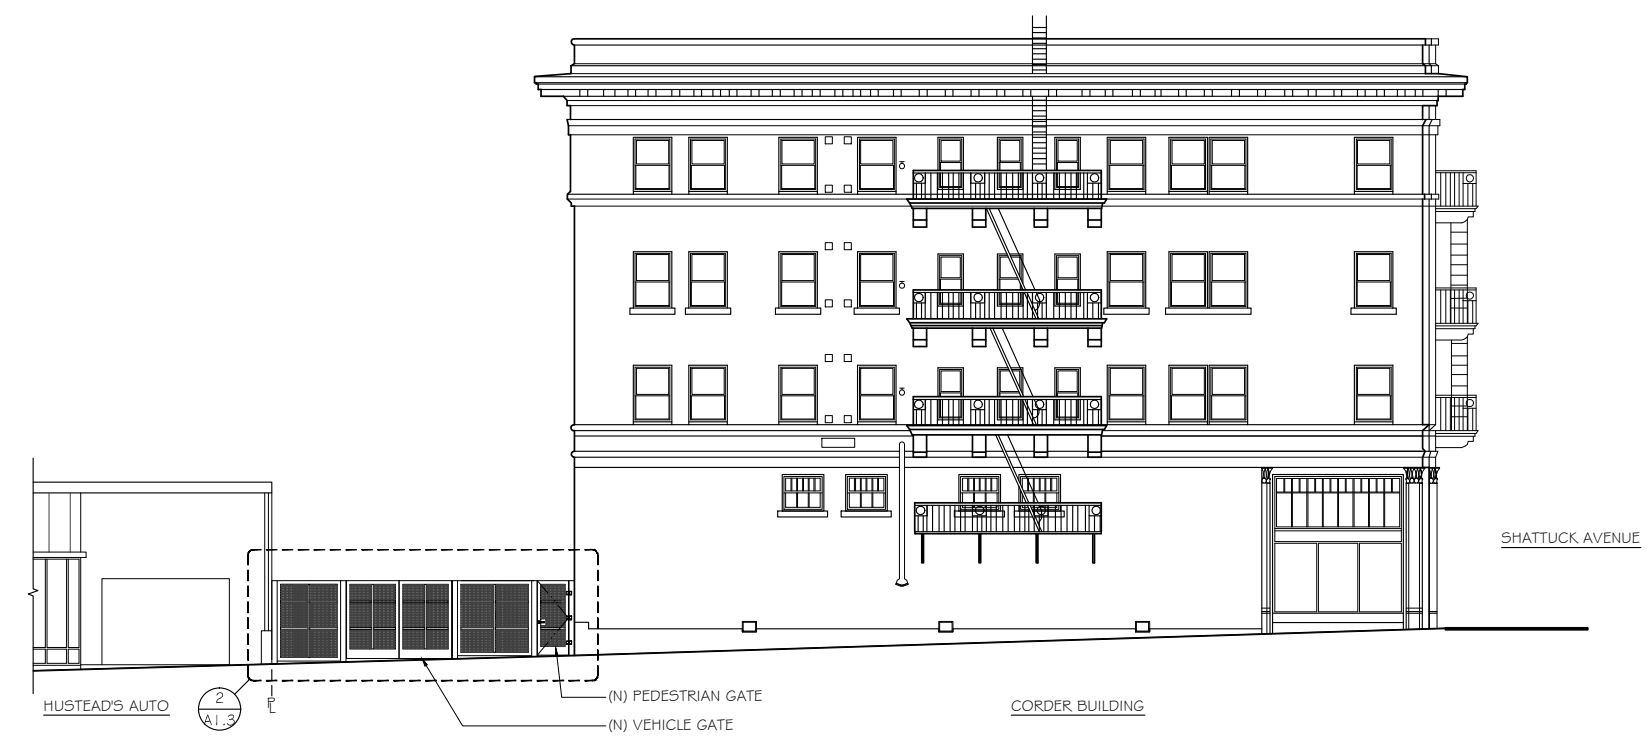 SHATTUCK AVENUE
HUSTEAD'S AUTO
2
A1.3
PL
(N) PEDESTRIAN GATE
(N) VEHICLE GATE
CORDER BUILDING